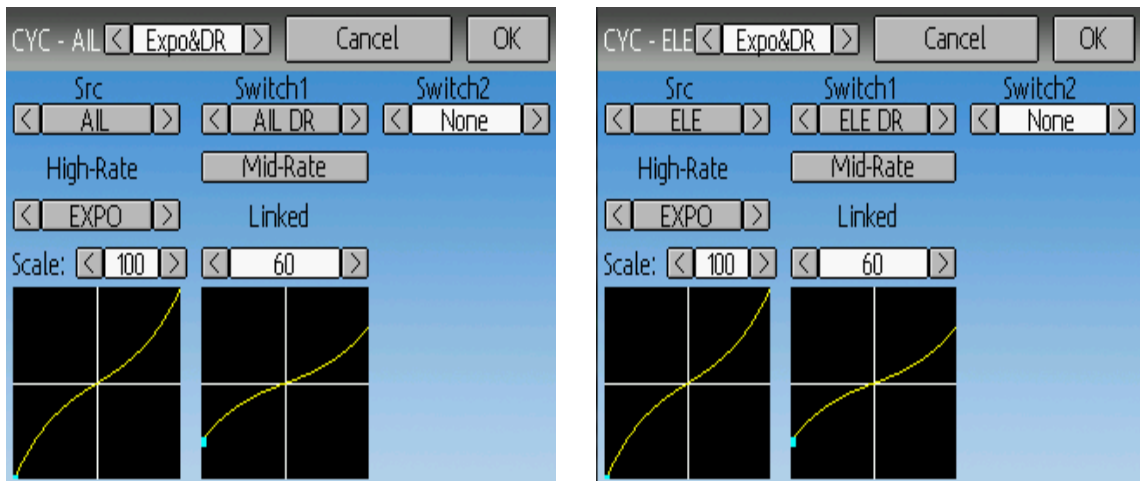 CYC - AIL < Expo&DR > Cancel OK
Src Switch1 Switch2
< AIL > < AIL DR > < None >
High-Rate Mid-Rate
< EXPO > Linked
Scale: < 100 > < 60 >
CYC - ELE < Expo&DR > Cancel OK
Src Switch1 Switch2
< ELE > < ELE DR > < None >
High-Rate Mid-Rate
< EXPO > Linked
Scale: < 100 > < 60 >